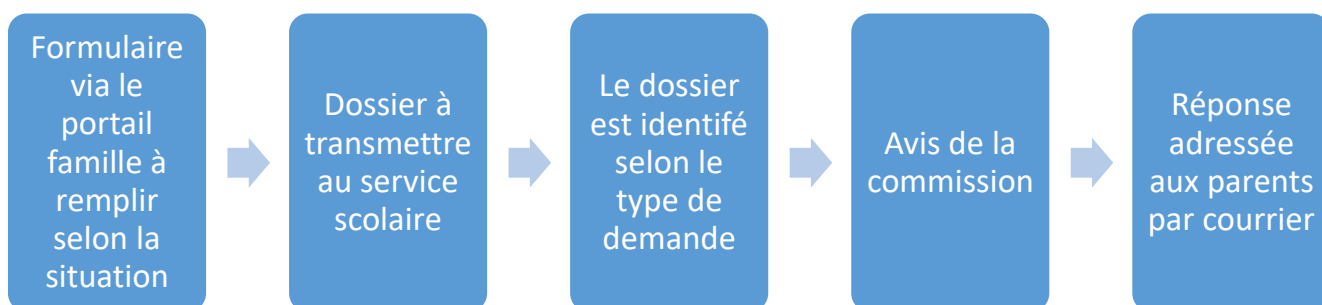 Formulaire
via le
portail
famille à
remplir
selon la
situation
Dossier à
transmettre
au service
scolaire
Le dossier
est identifé
selon le
type de
demande
Avis de la
commission
Réponse
adressée
aux parents
par courrier